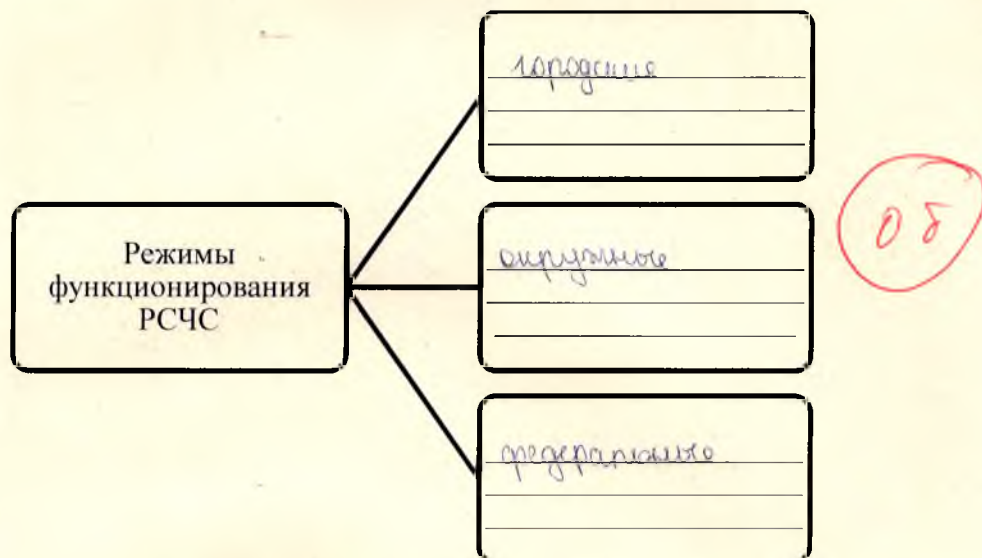 городские
Режимы
функционирования
РСЧС
окружные
федеральные
0 б